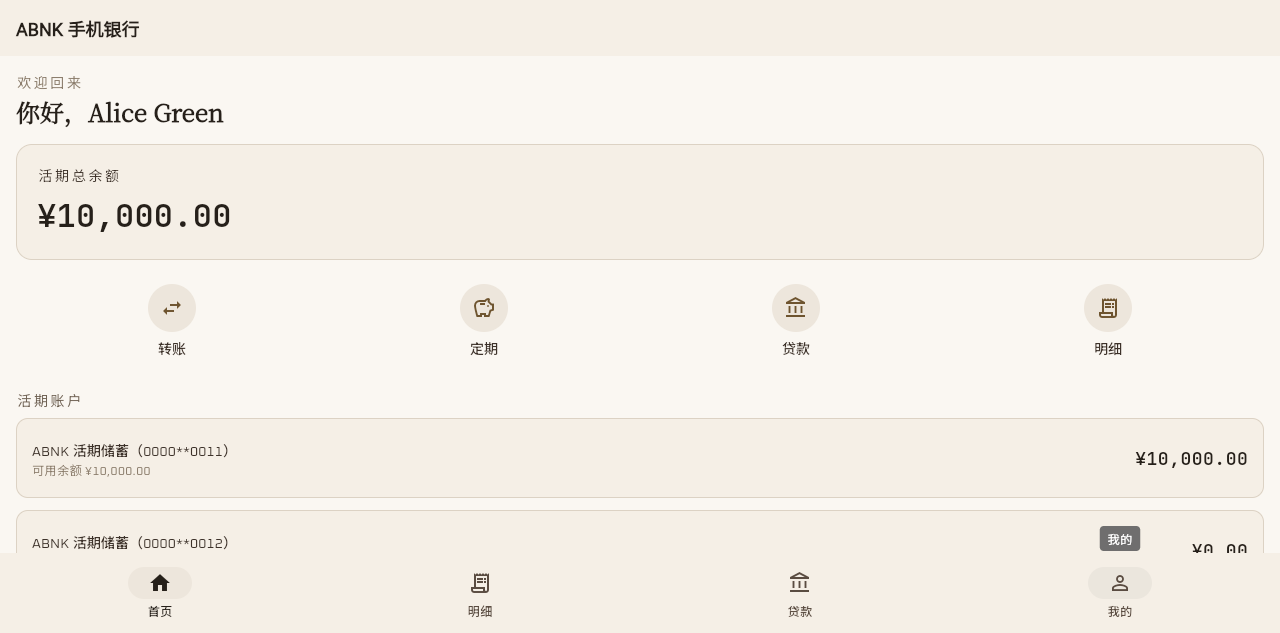 ABNK 手机银行
欢迎回来
你好，Alice Green
活期总余额
¥10,000.00
转账
定期
贷款
明细
活期账户
ABNK 活期储蓄（0000**0011）
可用余额 ¥10,000.00
¥10,000.00
ABNK 活期储蓄（0000**0012）
¥0.00
我的
首页
明细
贷款
我的